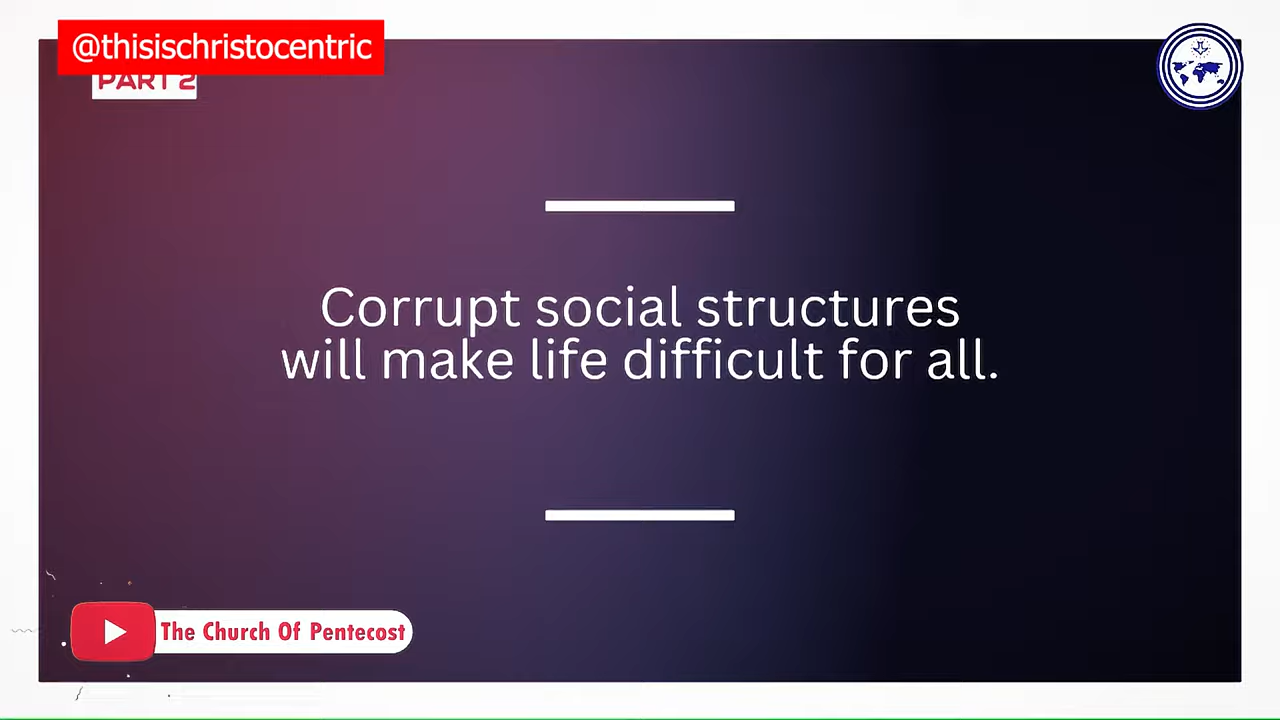 @thisischristocentric
PART 2
Corrupt social structures
will make life difficult for all.
The Church Of Pentecost